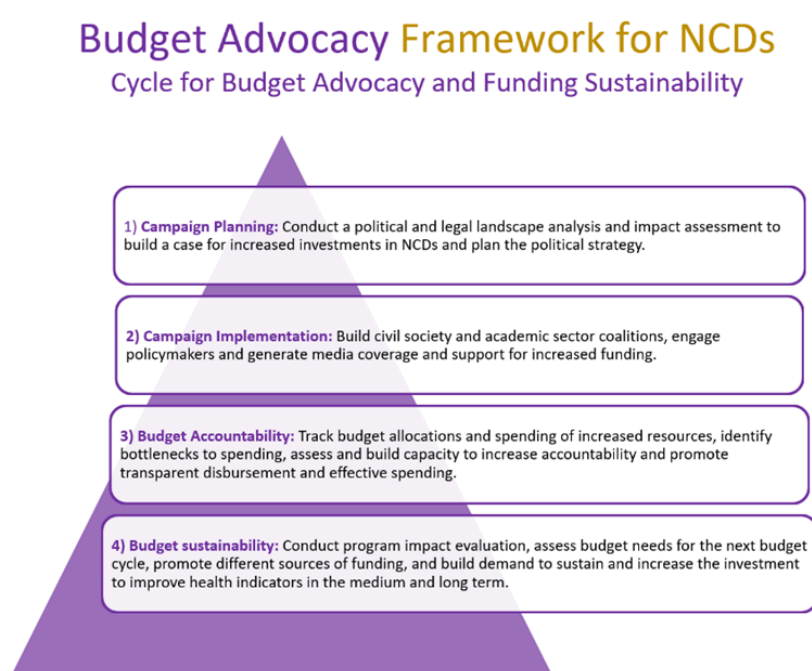 Budget Advocacy Framework for NCDs
Cycle for Budget Advocacy and Funding Sustainability
1) Campaign Planning: Conduct a political and legal landscape analysis and impact assessment to
build a case for increased investments in NCDs and plan the political strategy.
2) Campaign Implementation: Build civil society and academic sector coalitions, engage
policymakers and generate media coverage and support for increased funding.
3) Budget Accountability: Track budget allocations and spending of increased resources, identify
bottlenecks to spending, assess and build capacity to increase accountability and promote
transparent disbursement and effective spending.
4) Budget sustainability: Conduct program impact evaluation, assess budget needs for the next budget
cycle, promote different sources of funding, and build demand to sustain and increase the investment
to improve health indicators in the medium and long term.